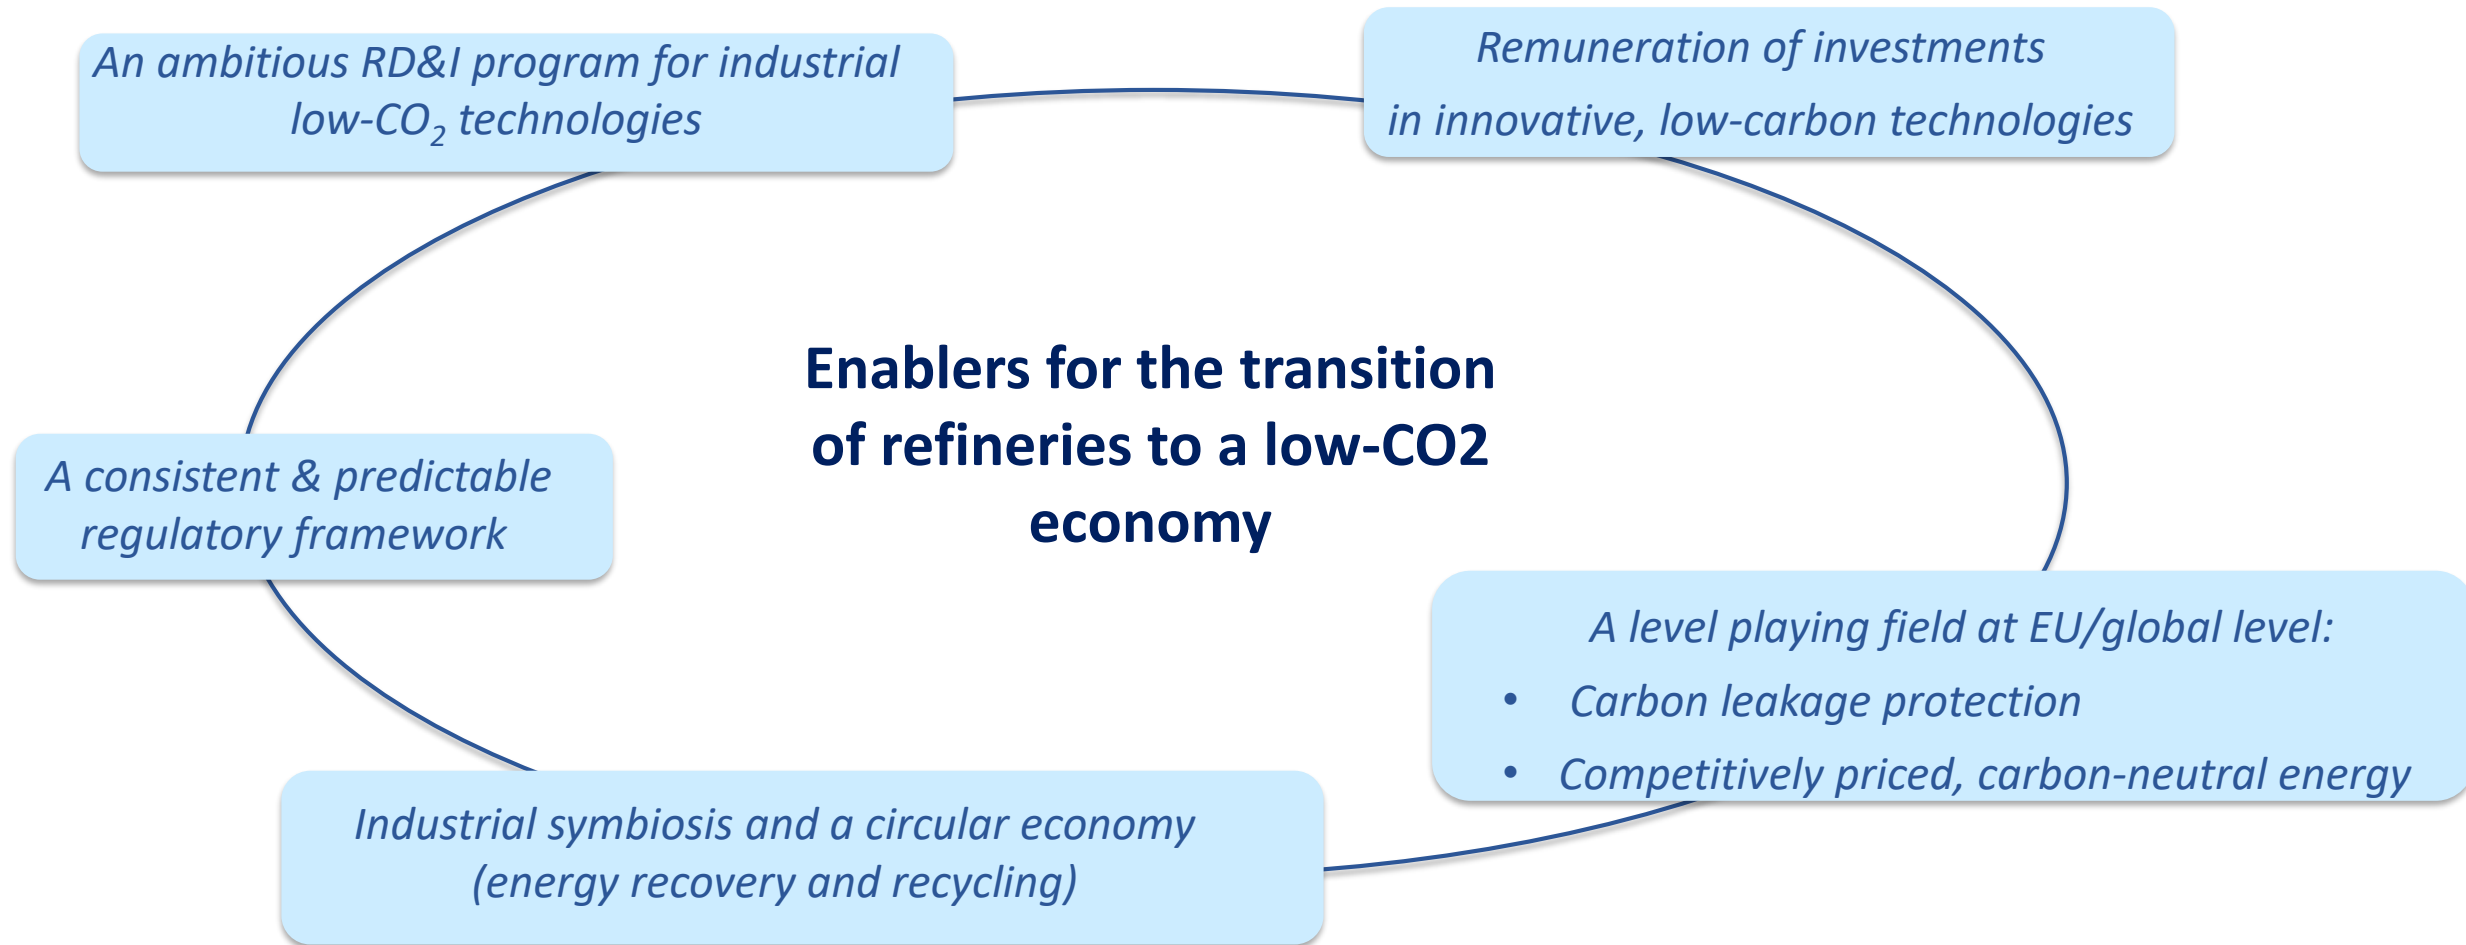 An ambitious RD&I program for industrial
low-CO₂ technologies
Remuneration of investments
in innovative, low-carbon technologies
Enablers for the transition
of refineries to a low-CO2
economy
A consistent & predictable
regulatory framework
A level playing field at EU/global level:
• Carbon leakage protection
• Competitively priced, carbon-neutral energy
Industrial symbiosis and a circular economy
(energy recovery and recycling)